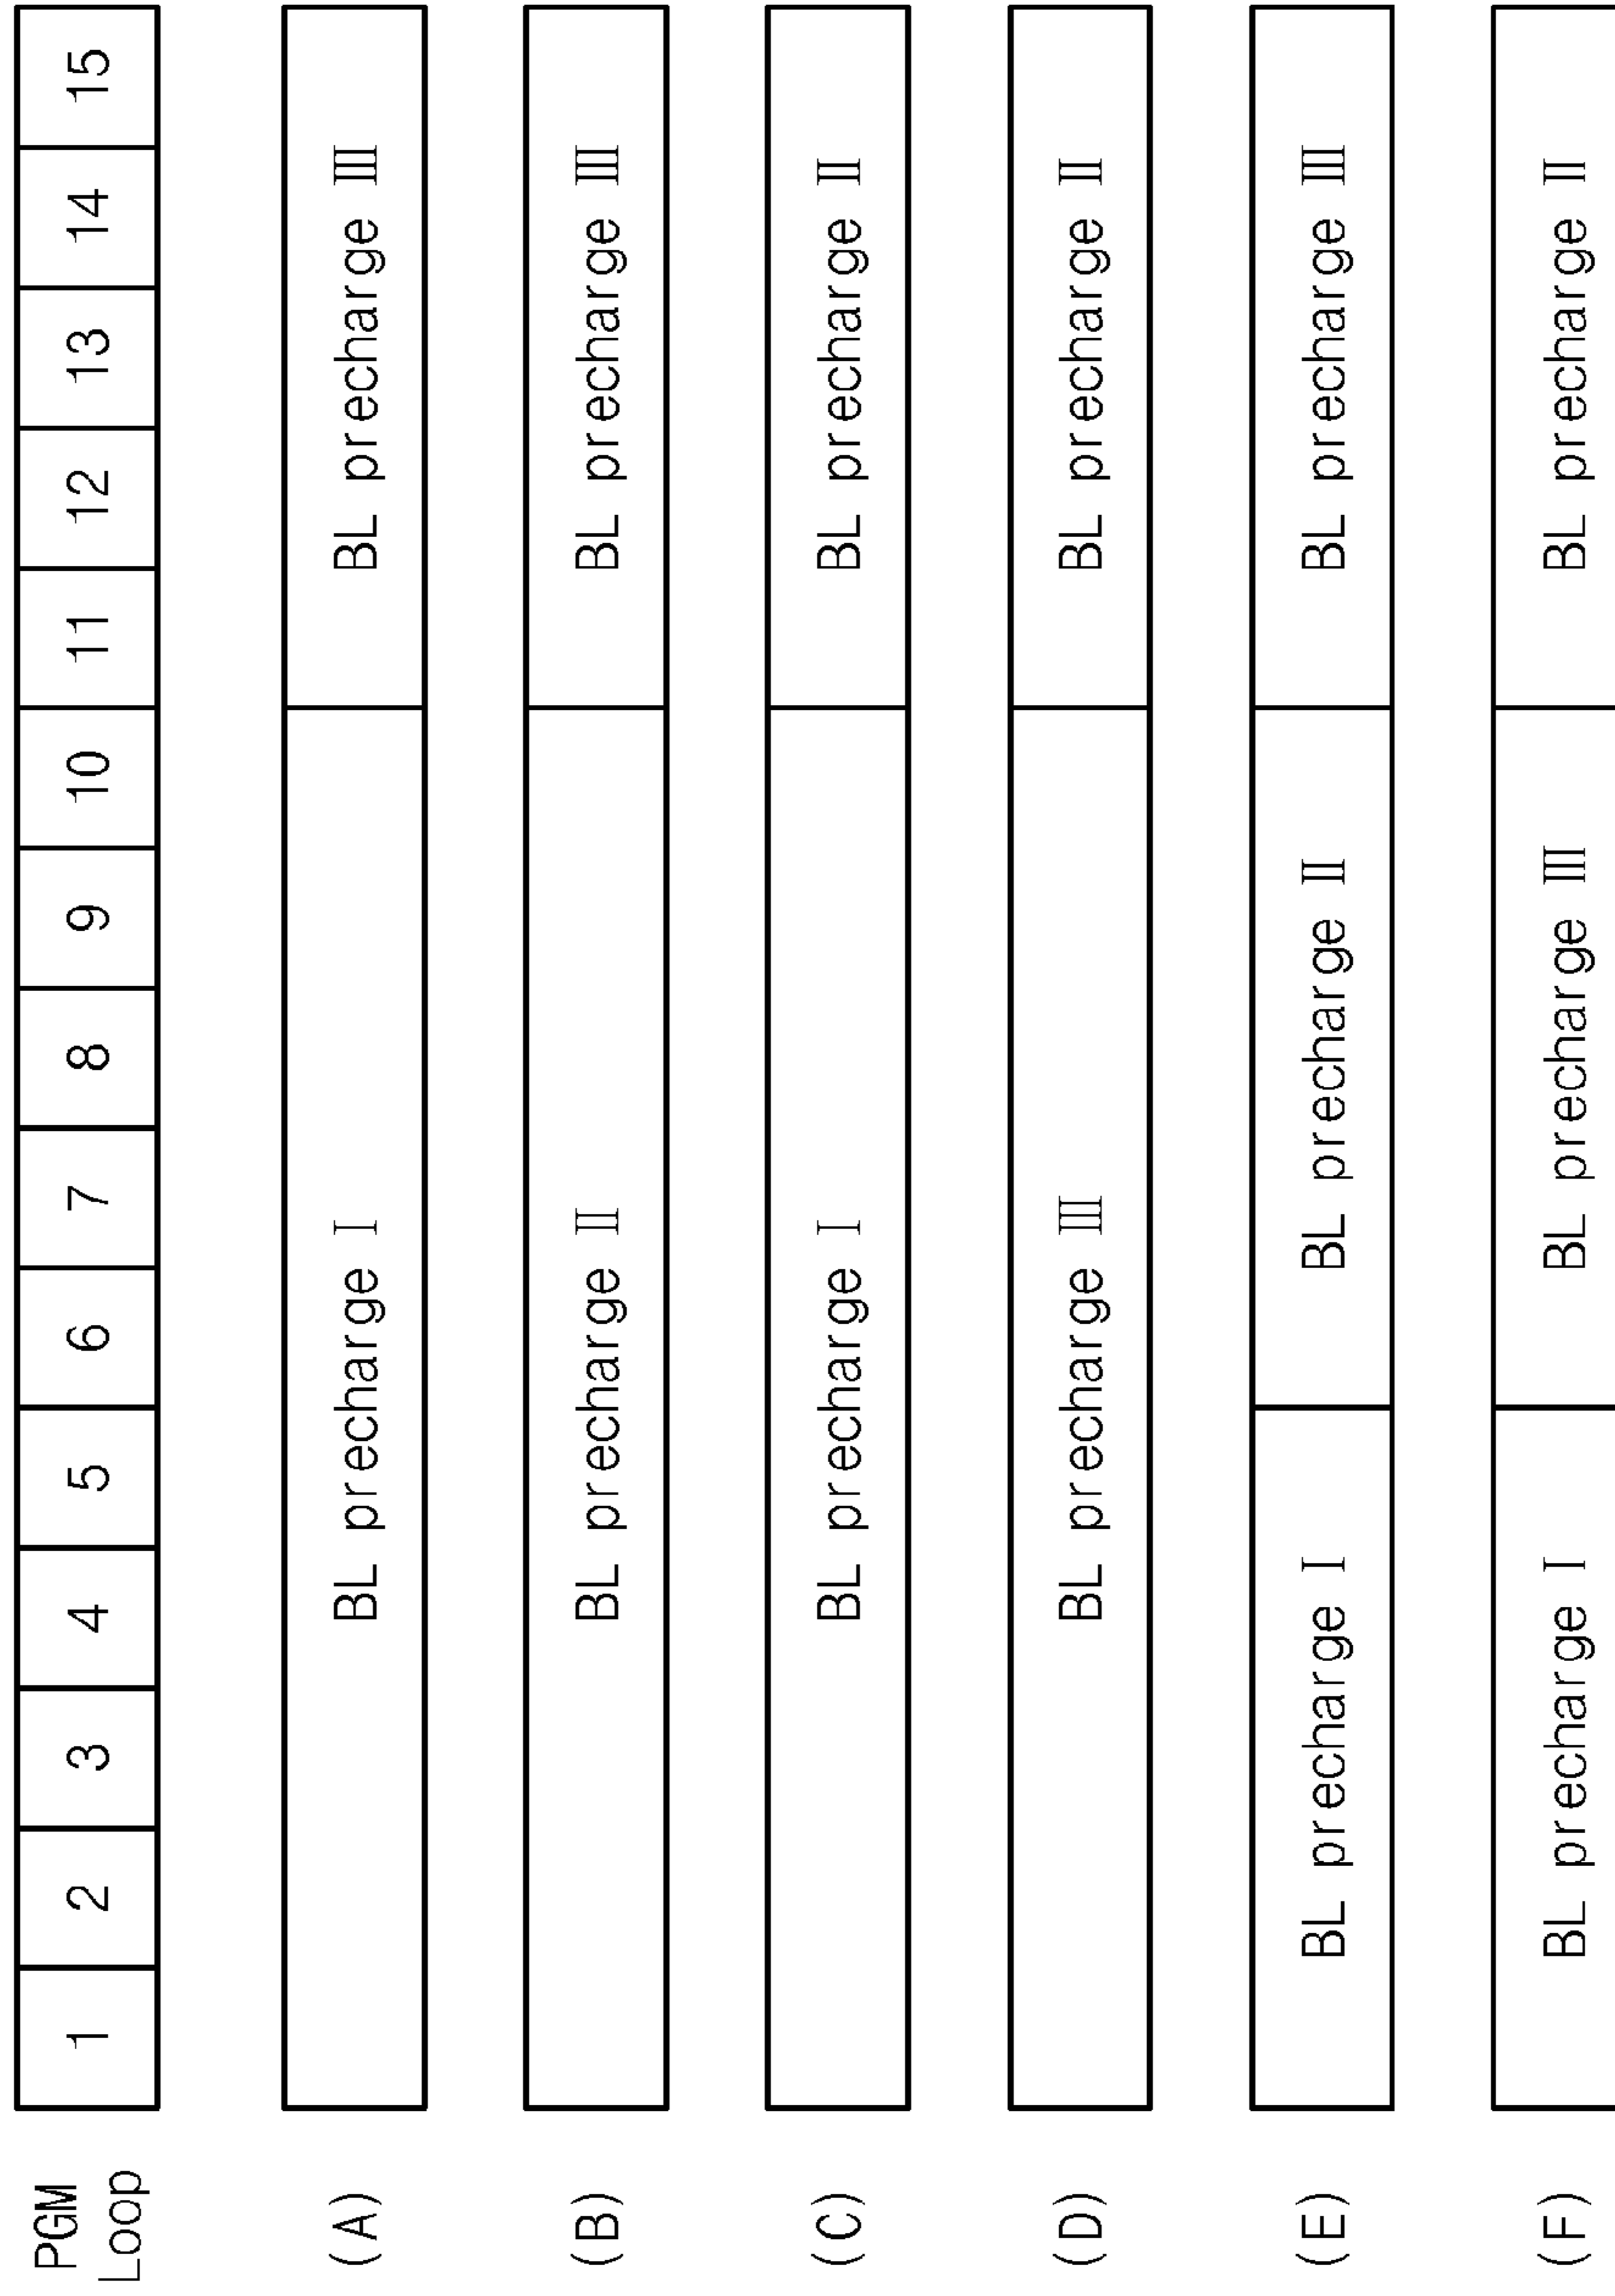 PGM
Loop
1 2 3 4 5 6 7 8 9 10 11 12 13 14 15
(A) BL precharge Ⅰ BL precharge Ⅲ
(B) BL precharge Ⅱ BL precharge Ⅲ
(C) BL precharge Ⅰ BL precharge Ⅱ
(D) BL precharge Ⅲ BL precharge Ⅱ
(E) BL precharge Ⅰ BL precharge Ⅱ BL precharge Ⅲ
(F) BL precharge Ⅰ BL precharge Ⅲ BL precharge Ⅱ